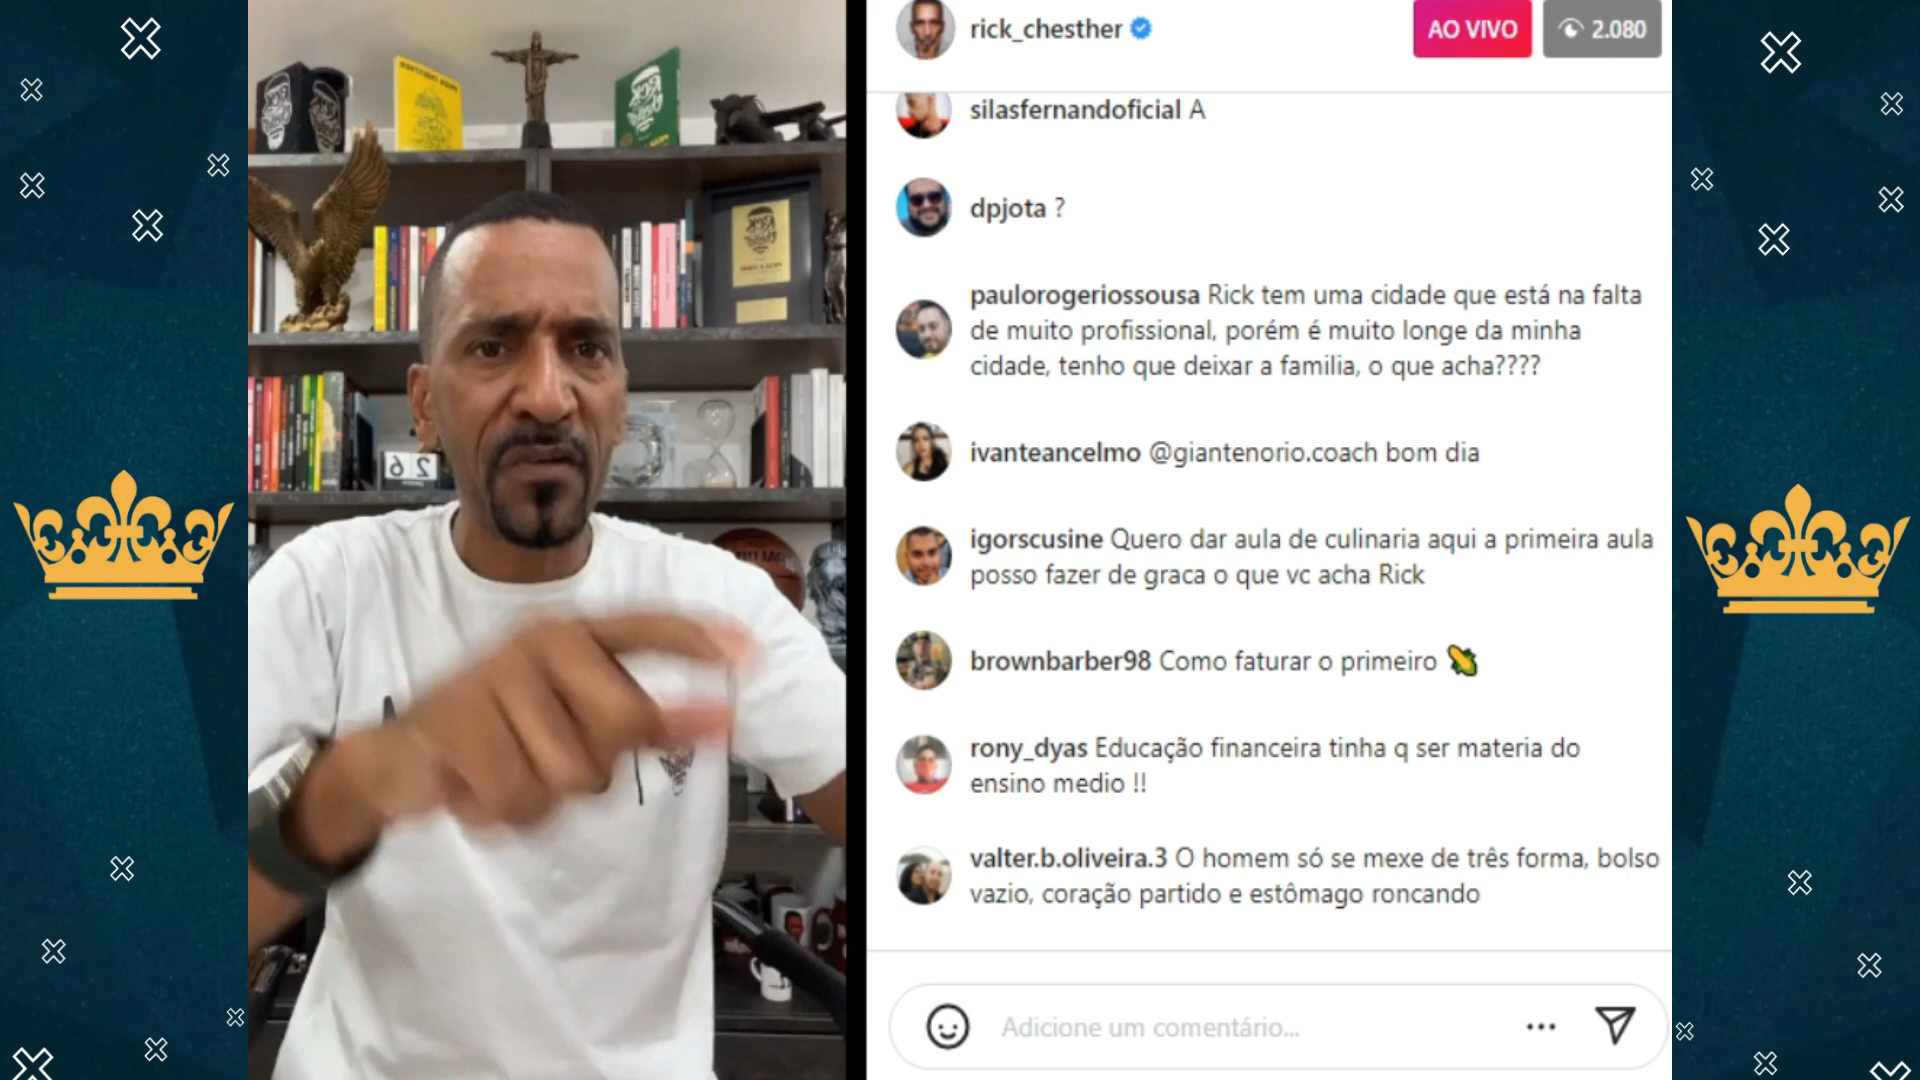 rick_chesther
AO VIVO
2.080
silasfernandoficial A
dpjota ?
paulorogeriossousa Rick tem uma cidade que está na falta
de muito profissional, porém é muito longe da minha
cidade, tenho que deixar a familia, o que acha????
ivanteancelmo @giantenorio.coach bom dia
igorscusine Quero dar aula de culinaria aqui a primeira aula
posso fazer de graca o que vc acha Rick
brownbarber98 Como faturar o primeiro 🌽
rony_dyas Educação financeira tinha q ser materia do
ensino medio !!
valter.b.oliveira.3 O homem só se mexe de três forma, bolso
vazio, coração partido e estômago roncando
Adicione um comentário...
26